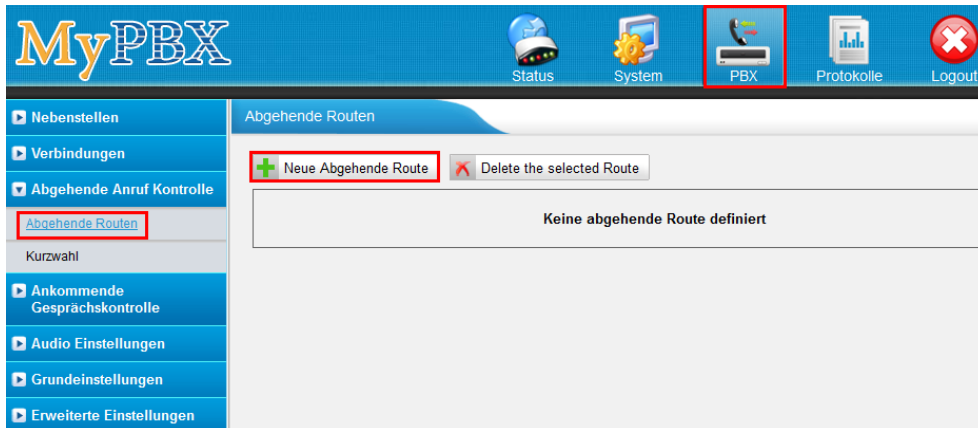 MyPBX
Status
System
PBX
Protokolle
Logout
Nebenstellen
Verbindungen
Abgehende Anruf Kontrolle
Abgehende Routen
Kurzwahl
Ankommende
Gesprächskontrolle
Audio Einstellungen
Grundeinstellungen
Erweiterte Einstellungen
Abgehende Routen
Neue Abgehende Route
Delete the selected Route
Keine abgehende Route definiert